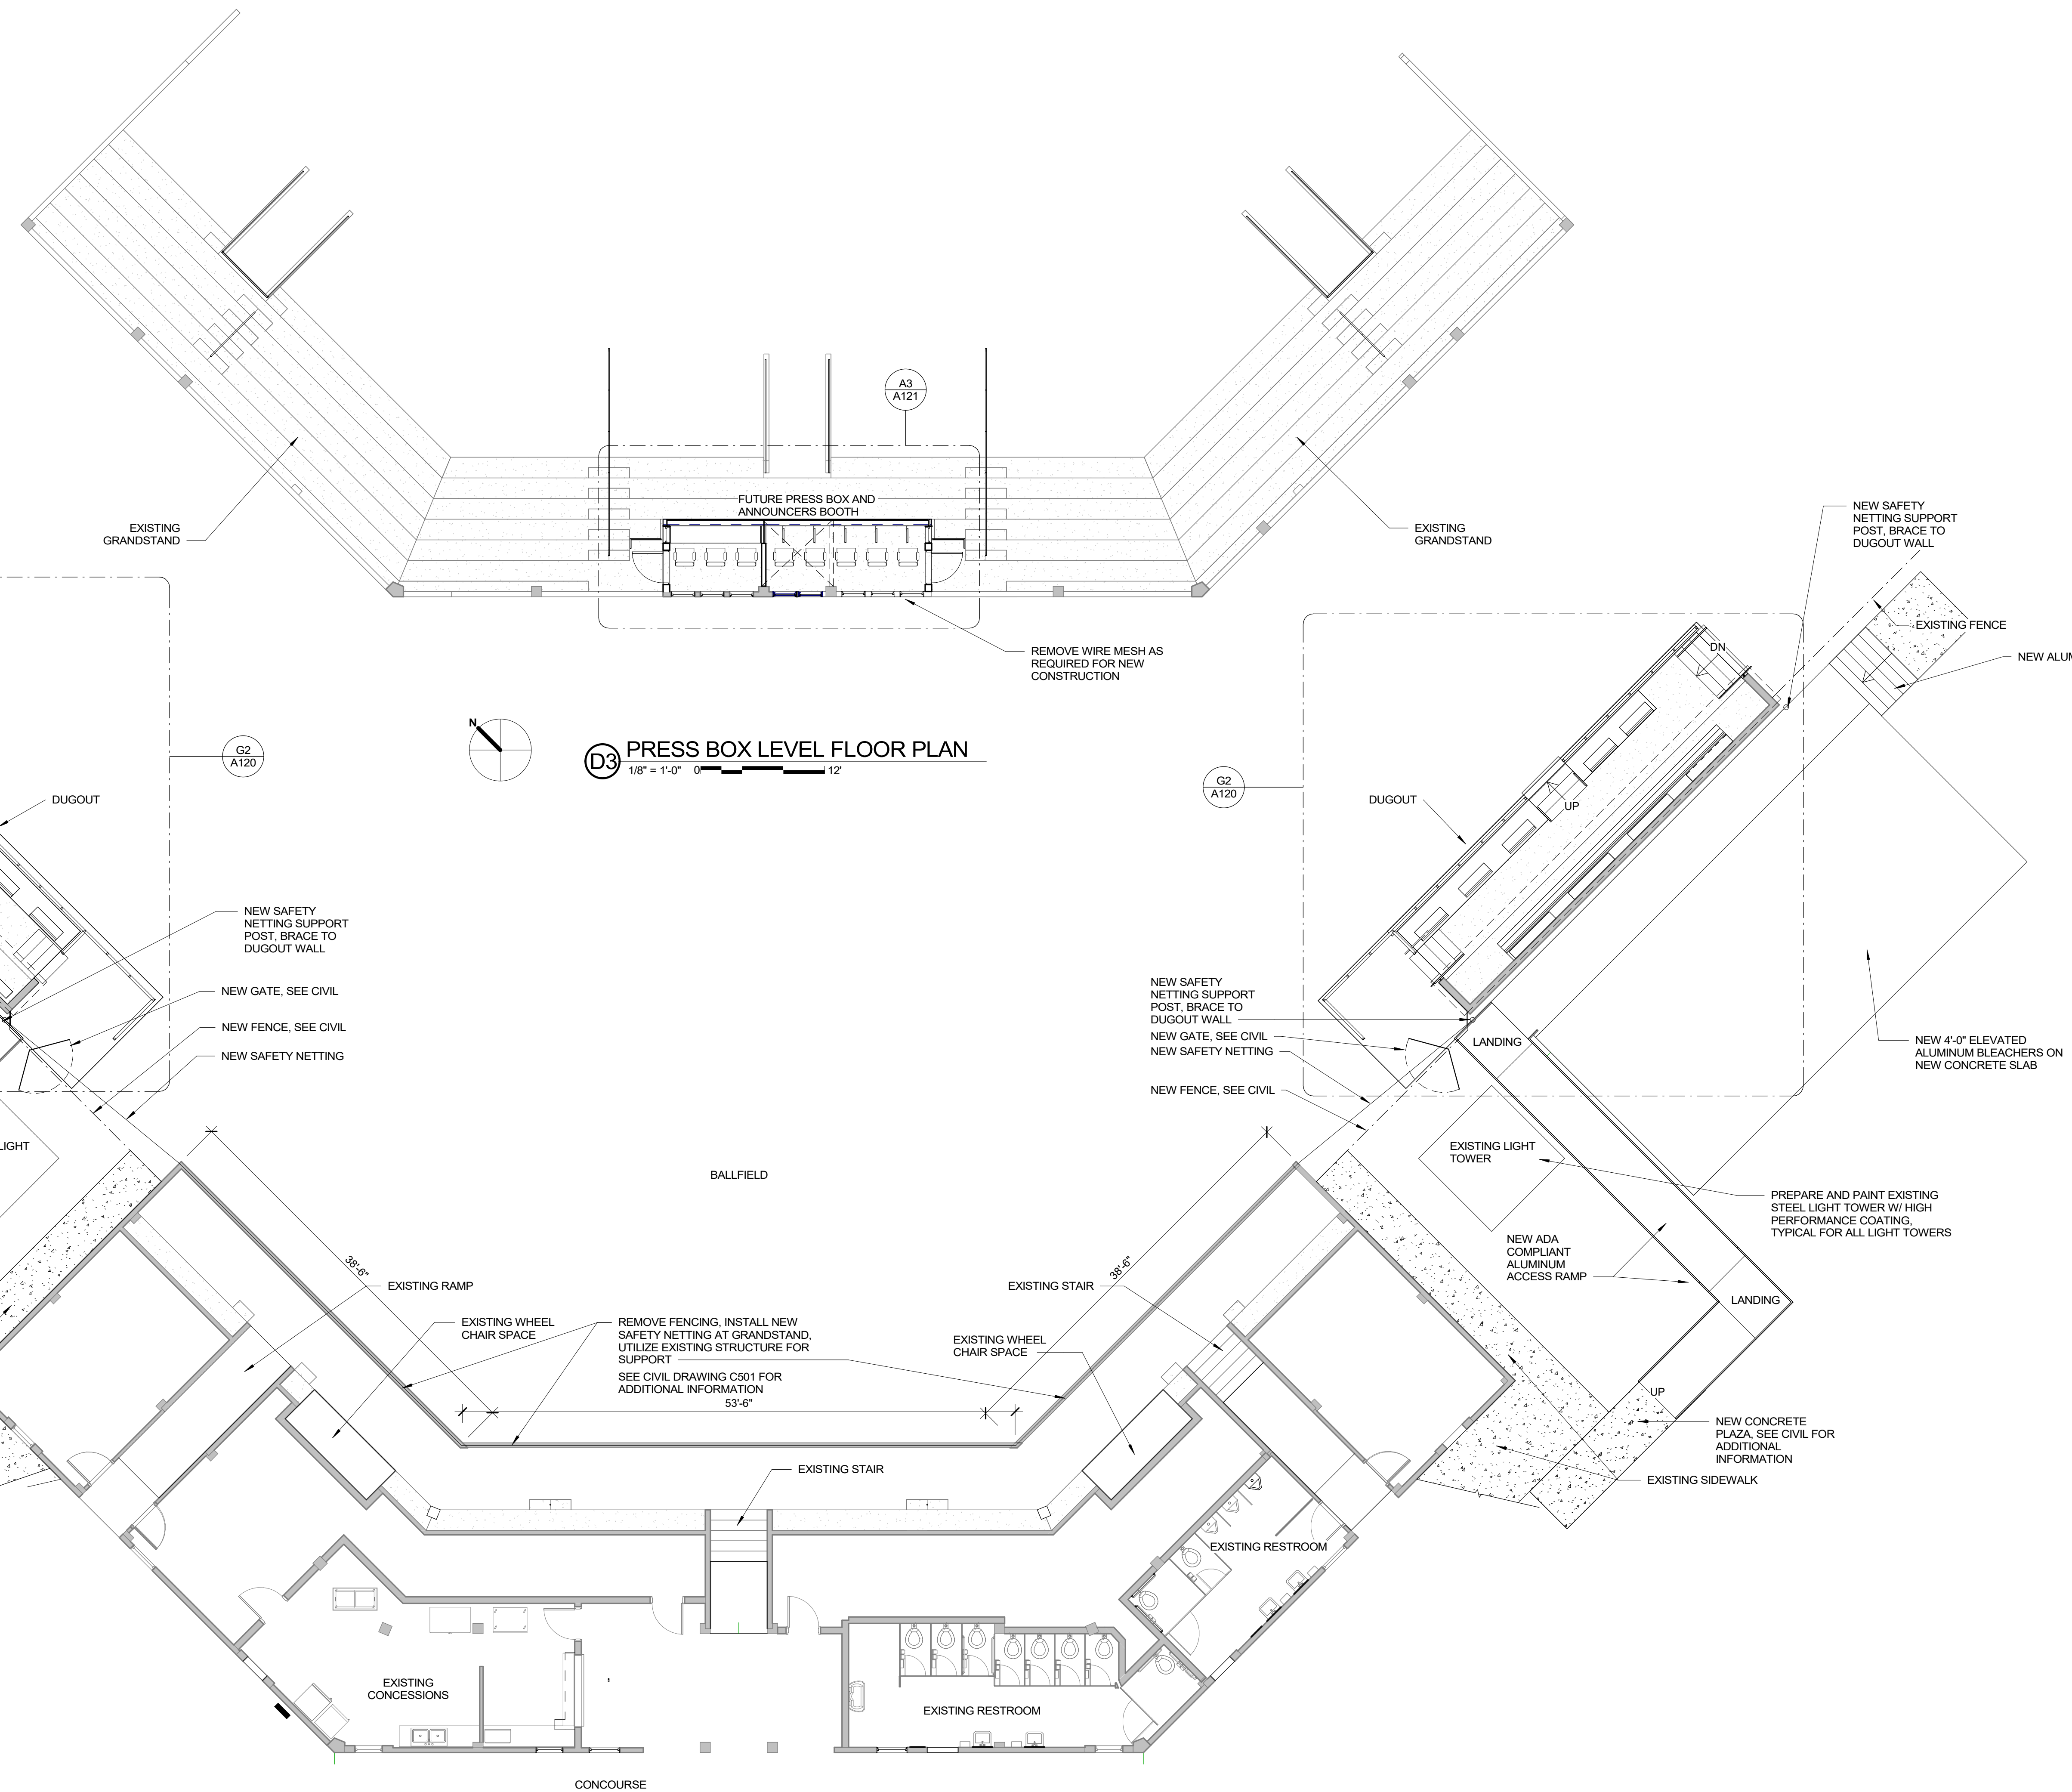 A3
A121
FUTURE PRESS BOX AND
ANNOUNCERS BOOTH
EXISTING
GRANDSTAND
EXISTING
GRANDSTAND
NEW SAFETY
NETTING SUPPORT
POST, BRACE TO
DUGOUT WALL
EXISTING FENCE
NEW ALUM
DN
REMOVE WIRE MESH AS
REQUIRED FOR NEW
CONSTRUCTION
N
D3
PRESS BOX LEVEL FLOOR PLAN
1/8" = 1'-0" 0 12'
G2
A120
G2
A120
DUGOUT
DUGOUT
UP
NEW SAFETY
NETTING SUPPORT
POST, BRACE TO
DUGOUT WALL
NEW GATE, SEE CIVIL
NEW FENCE, SEE CIVIL
NEW SAFETY NETTING
NEW SAFETY
NETTING SUPPORT
POST, BRACE TO
DUGOUT WALL
NEW GATE, SEE CIVIL
NEW SAFETY NETTING
NEW FENCE, SEE CIVIL
LANDING
NEW 4'-0" ELEVATED
ALUMINUM BLEACHERS ON
NEW CONCRETE SLAB
LIGHT
BALLFIELD
EXISTING LIGHT
TOWER
PREPARE AND PAINT EXISTING
STEEL LIGHT TOWER W/ HIGH
PERFORMANCE COATING,
TYPICAL FOR ALL LIGHT TOWERS
NEW ADA
COMPLIANT
ALUMINUM
ACCESS RAMP
LANDING
38'-6"
38'-6"
EXISTING RAMP
EXISTING STAIR
EXISTING WHEEL
CHAIR SPACE
REMOVE FENCING, INSTALL NEW
SAFETY NETTING AT GRANDSTAND,
UTILIZE EXISTING STRUCTURE FOR
SUPPORT
SEE CIVIL DRAWING C501 FOR
ADDITIONAL INFORMATION
53'-6"
EXISTING WHEEL
CHAIR SPACE
UP
NEW CONCRETE
PLAZA, SEE CIVIL FOR
ADDITIONAL
INFORMATION
EXISTING STAIR
EXISTING SIDEWALK
EXISTING RESTROOM
EXISTING
CONCESSIONS
EXISTING RESTROOM
CONCOURSE